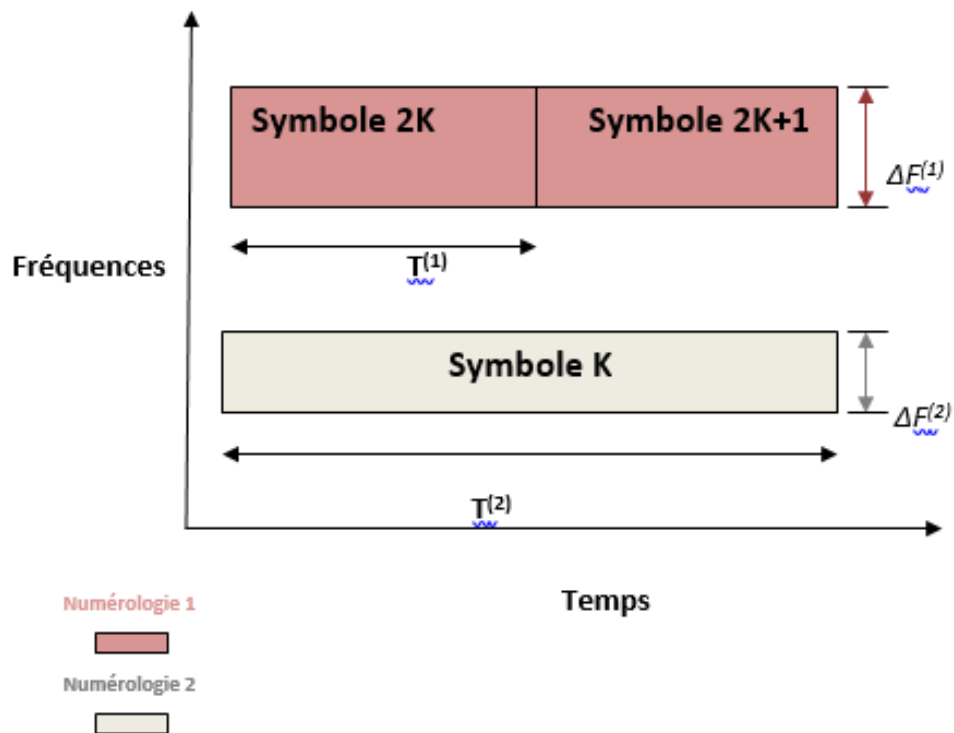 Symbole 2K
Symbole 2K+1
ΔF⁽¹⁾
T⁽¹⁾
Fréquences
Symbole K
ΔF⁽²⁾
T⁽²⁾
Temps
Numérologie 1
Numérologie 2